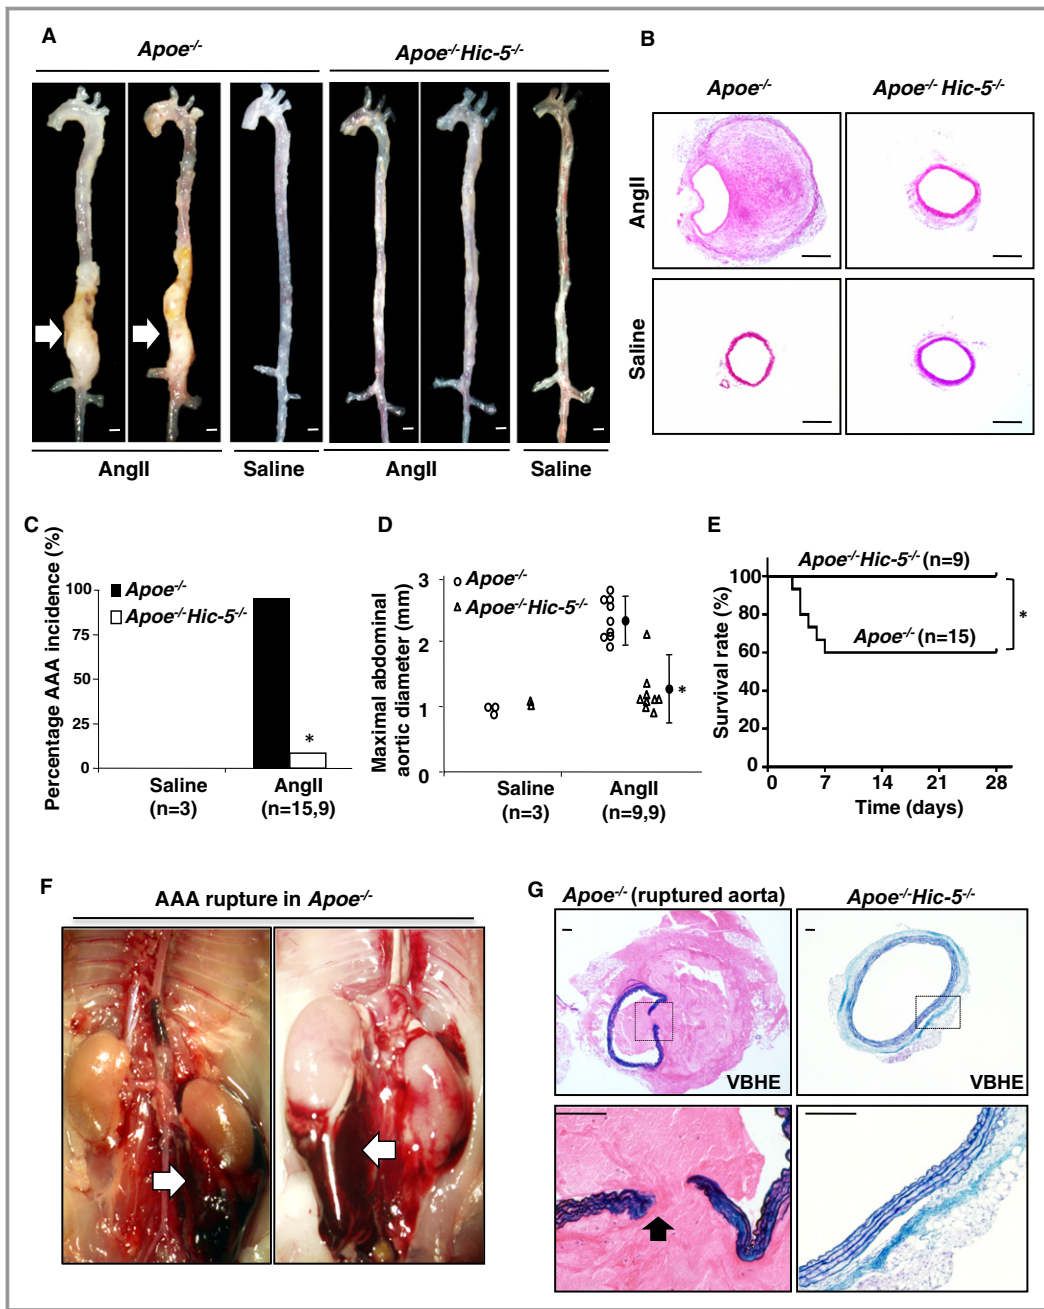 A
Apoe-/-
Apoe-/-Hic-5-/-
AngII
Saline
AngII
Saline
B
Apoe-/-
Apoe-/- Hic-5-/-
AngII
Saline
C
Percentage AAA incidence (%)
100
75
50
25
0
Apoe-/-
Apoe-/-Hic-5-/-
*
Saline
(n=3)
AngII
(n=15,9)
D
Maximal abdominal
aortic diameter (mm)
3
2
1
0
Apoe-/-
Apoe-/-Hic-5-/-
*
Saline
(n=3)
AngII
(n=9,9)
E
Survival rate (%)
100
80
60
40
20
0
Apoe-/-Hic-5-/- (n=9)
Apoe-/- (n=15)
*
0 7 14 21 28
Time (days)
F
AAA rupture in Apoe-/-
G
Apoe-/- (ruptured aorta)
Apoe-/-Hic-5-/-
VBHE
VBHE